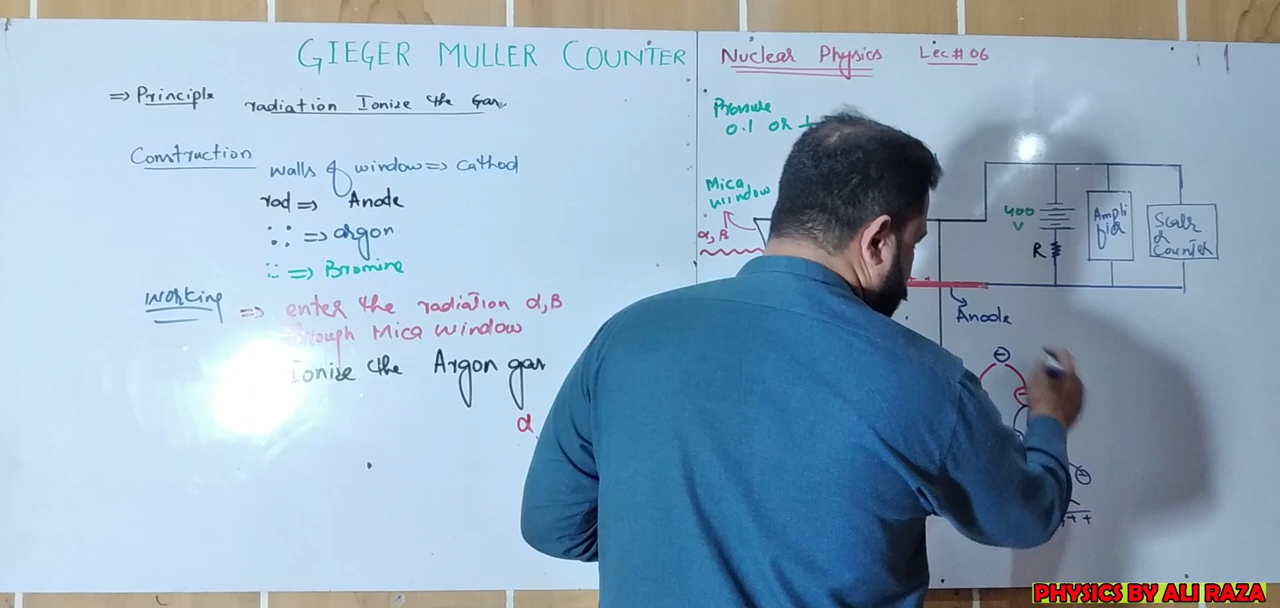 GIEGER MULLER COUNTER
Nuclear Physics Lec# 06
=> Principle radiation Ionize the Gas.
Construction walls of window => Cathod
rod => Anode
=> argon
=> Bromine
Working => enter the radiation α,β
through Mica window
Ionize the Argon gas
α
Pressure
0.1 or
Mica
window
α, β
400
V
R
Ampli
fier
Scalr
or
Counter
Anode
+ +
PHYSICS BY ALI RAZA